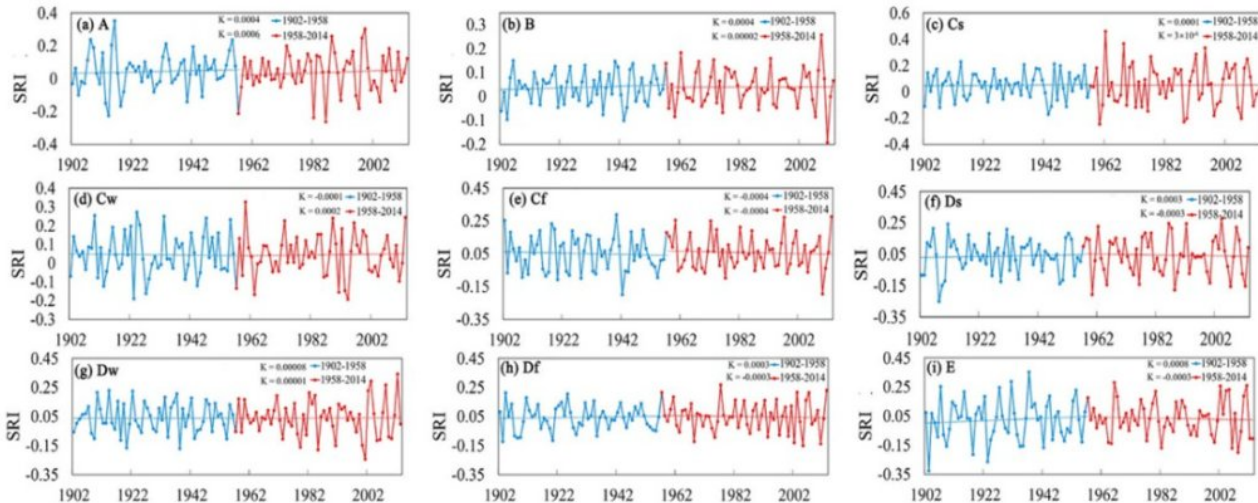 (a) A
K = 0.0004 1902-1958
K = 0.0006 1958-2014
SRI
0.4
0.2
0
-0.2
-0.4
1902 1922 1942 1962 1982 2002
(b) B
K = 0.0004 1902-1958
K = 0.00002 1958-2014
SRI
0.3
0.2
0.1
0
0.1
0.2
1902 1922 1942 1962 1982 2002
(c) Cs
K = 0.0001 1902-1958
1958-2014
SRI
0.6
0.4
0.2
0
-0.2
-0.4
1902 1922 1942 1962 1982 2002
(d) Cw
K = -0.0001 1902-1958
K = 0.0002 1958-2014
SRI
0.4
0.3
0.2
0.1
0
-0.1
-0.2
-0.3
1902 1922 1942 1962 1982 2002
(e) Cf
K = -0.0004 1902-1958
K = -0.0004 1958-2014
SRI
0.45
0.25
0.05
-0.15
-0.35
1902 1922 1942 1962 1982 2002
(f) Ds
K = 0.0003 1902-1958
K = -0.0003 1958-2014
SRI
0.45
0.25
0.05
-0.15
-0.35
1902 1922 1942 1962 1982 2002
(g) Dw
K = 0.00008 1902-1958
K = 0.00001 1958-2014
SRI
0.45
0.25
0.05
-0.15
-0.35
1902 1922 1942 1962 1982 2002
(h) Df
K = 0.0003 1902-1958
K = -0.0003 1958-2014
SRI
0.45
0.25
0.05
-0.15
-0.35
1902 1922 1942 1962 1982 2002
(i) E
K = 0.0008 1902-1958
K = -0.0003 1958-2014
SRI
0.45
0.25
0.05
-0.15
-0.35
1902 1922 1942 1962 1982 2002